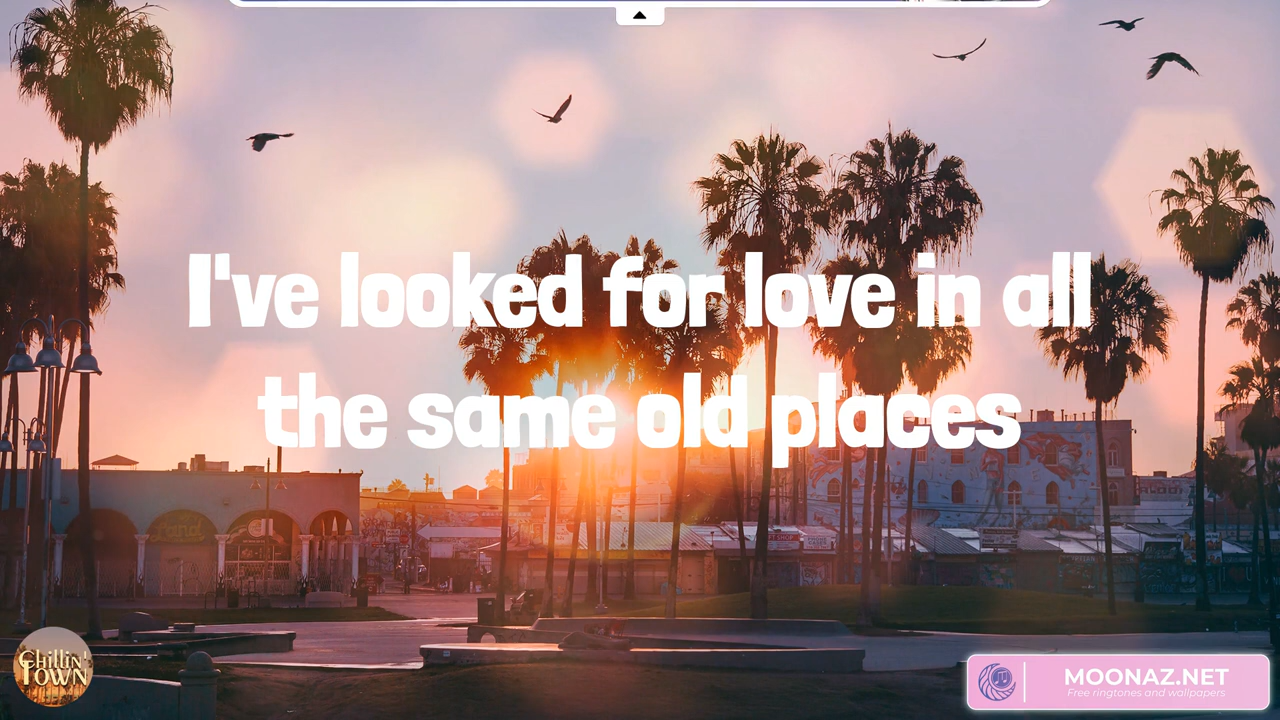 I've looked for love in all
the same old places
Chillin'
TOWN
MOONAZ.NET
Free ringtones and wallpapers